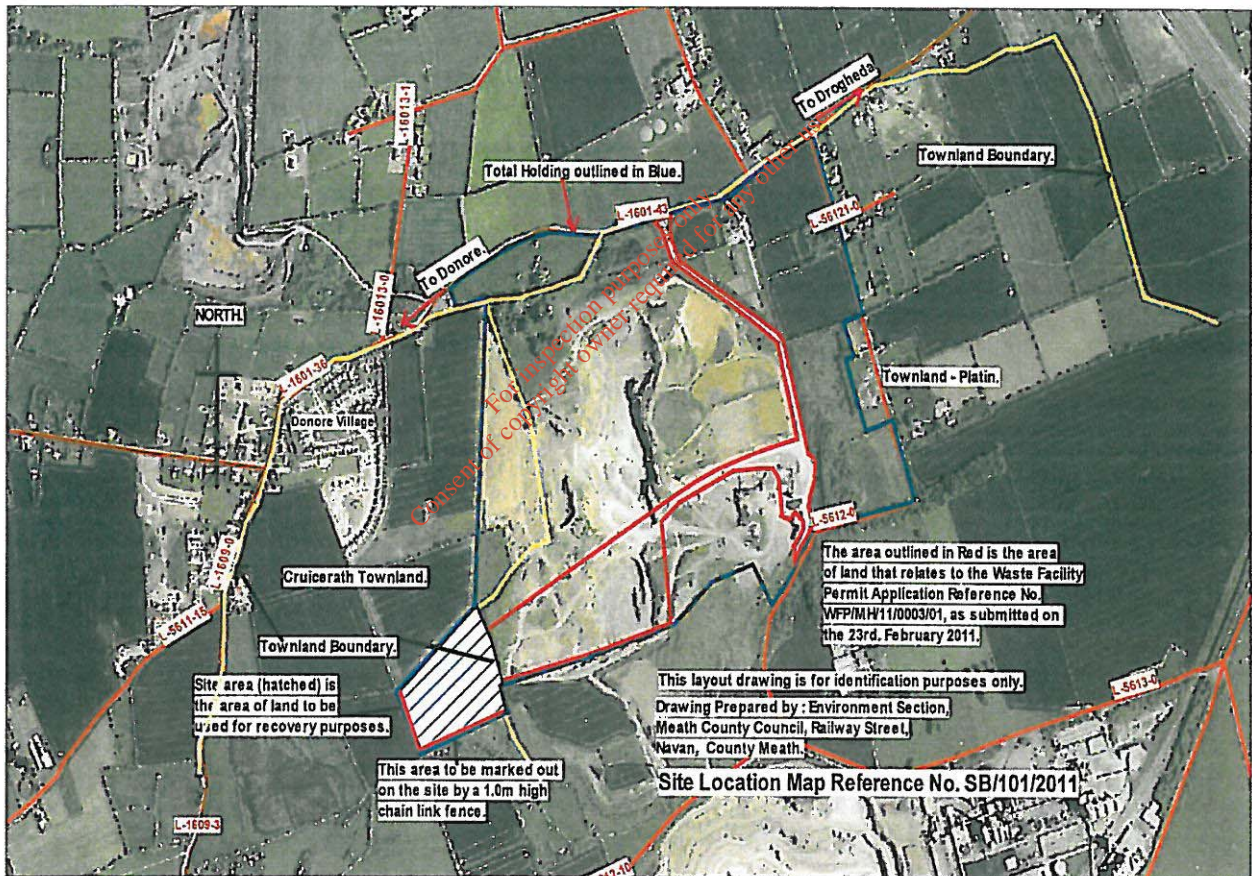 L-16013-1
To Drogheda
Townland Boundary.
Total Holding outlined in Blue.
L-1601-43
L-56121-0
To Donore.
L-16013-0
NORTH.
For inspection purposes only.
Consent of copyright owner required for any other use.
L-1601-36
Townland - Platin.
Donore Village
L-5612-0
L-1609-0
Cruicerath Townland.
The area outlined in Red is the area
of land that relates to the Waste Facility
Permit Application Reference No.
WFP/MH/11/0003/01, as submitted on
the 23rd. February 2011.
L-5611-15
Townland Boundary.
Site area (hatched) is
the area of land to be
used for recovery purposes.
This layout drawing is for identification purposes only.
L-5613-0
Drawing Prepared by : Environment Section,
Meath County Council, Railway Street,
Navan, County Meath.
This area to be marked out
on the site by a 1.0m high
chain link fence.
Site Location Map Reference No. SB/101/2011
L-1609-3